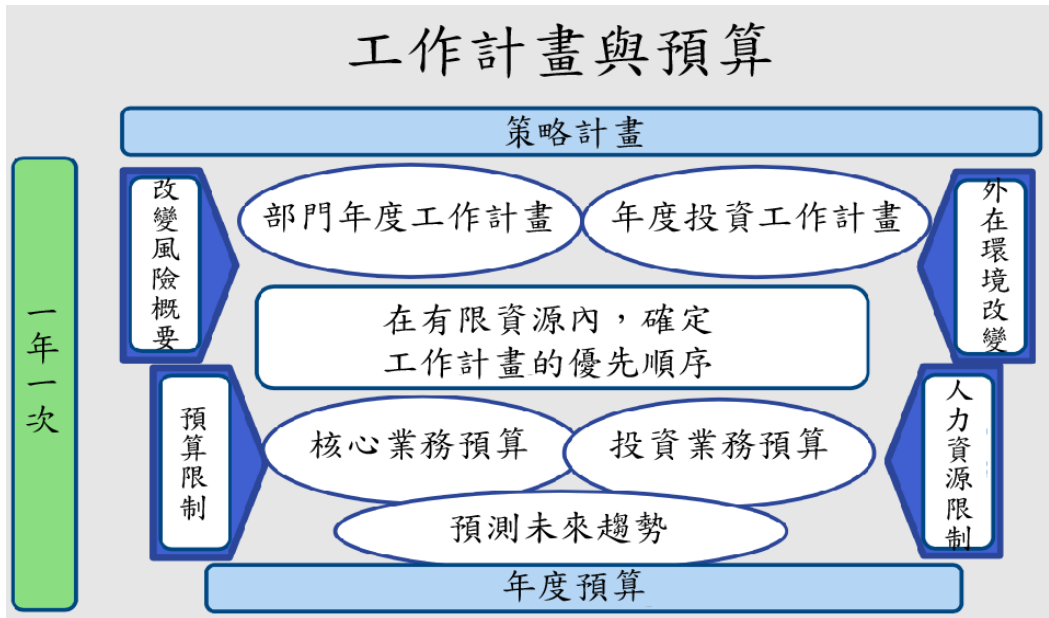 工作計畫與預算
策略計畫
一年一次
改變風險概要
部門年度工作計畫
年度投資工作計畫
外在環境改變
在有限資源內，確定
工作計畫的優先順序
預算限制
核心業務預算
投資業務預算
人力資源限制
預測未來趨勢
年度預算